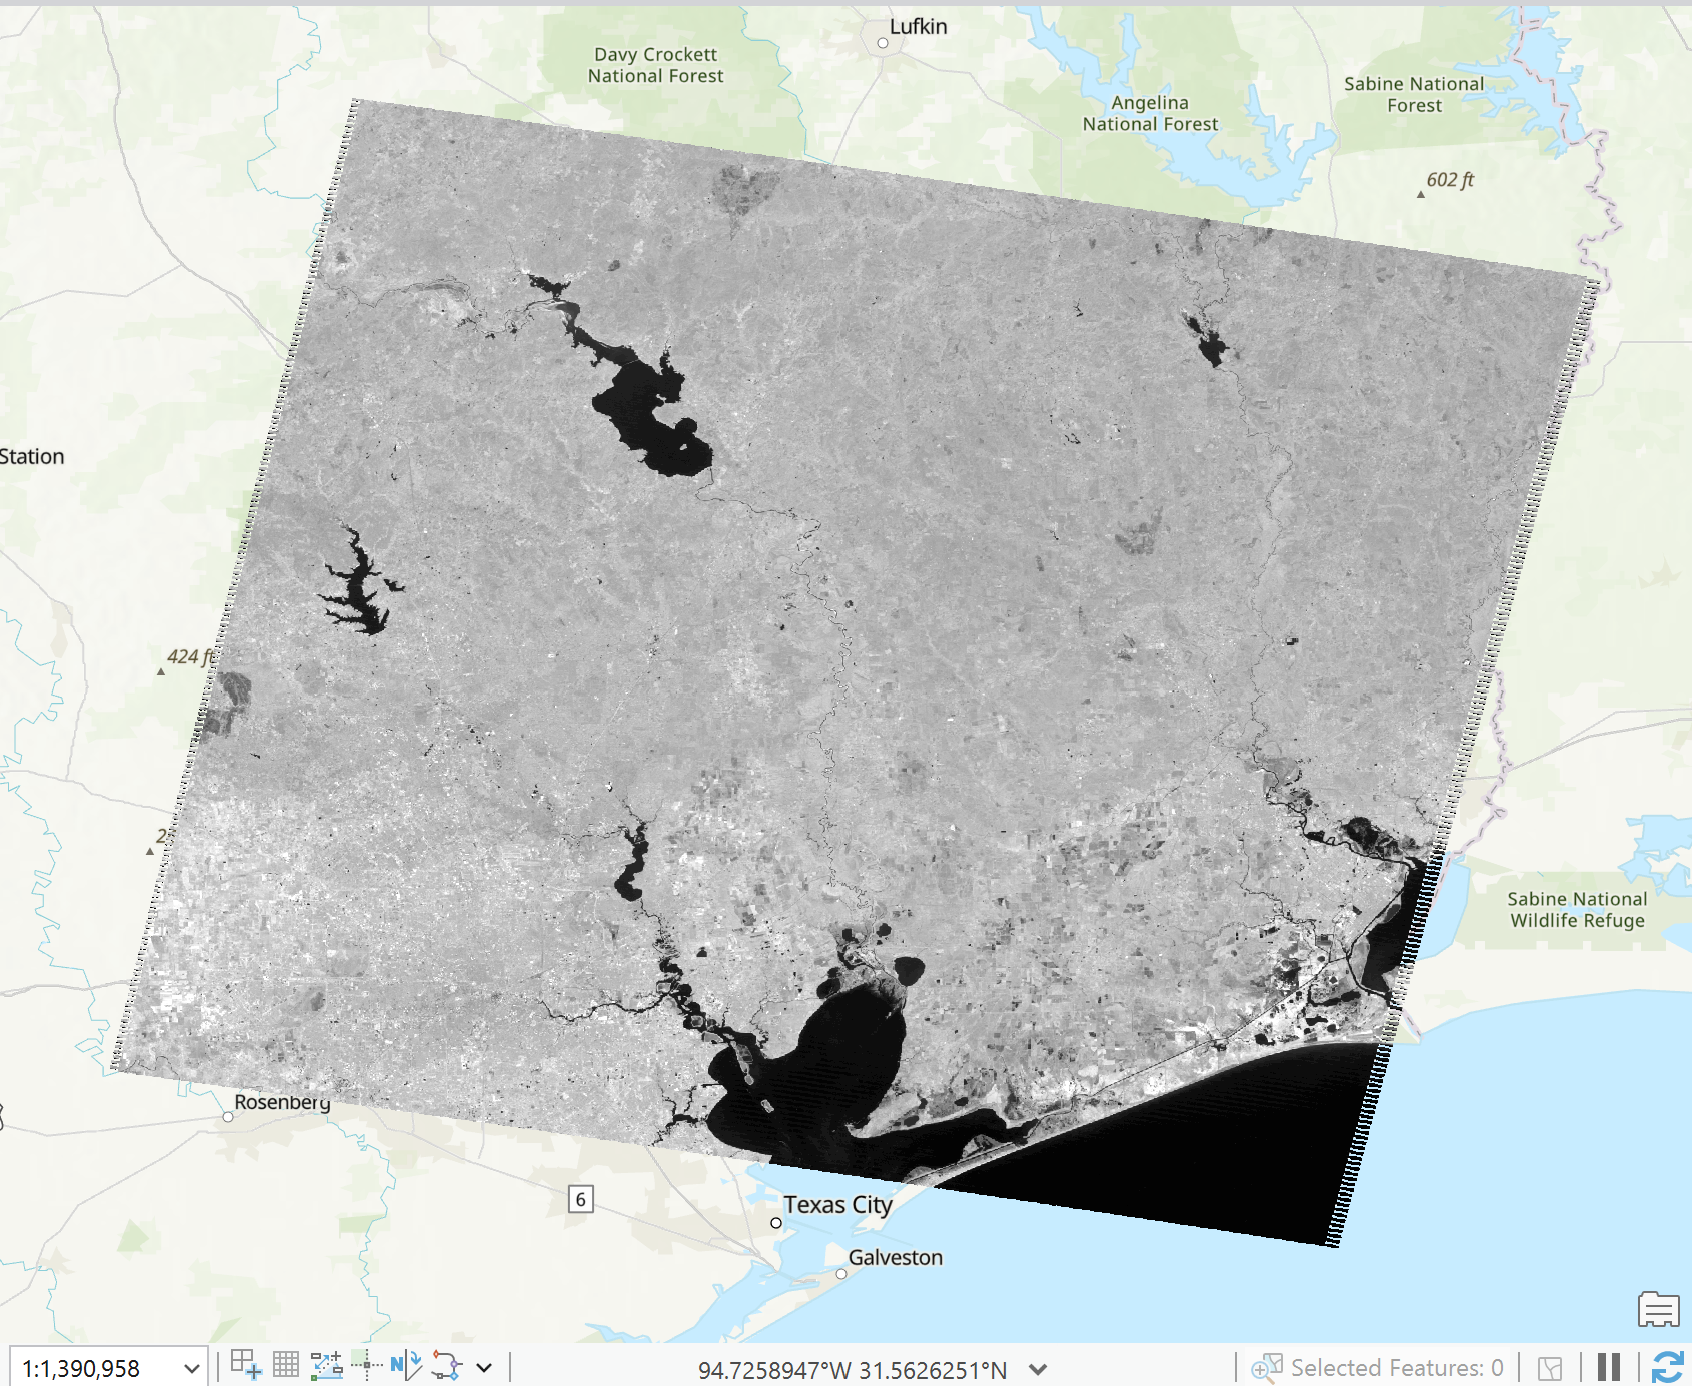 Lufkin
Davy Crockett
National Forest
Sabine National
Forest
Angelina
National Forest
602 ft
Station
424 ft
Sabine National
Wildlife Refuge
Rosenberg
6
Texas City
Galveston
1:1,390,958
N
94.7258947°W 31.5626251°N
Selected Features: 0